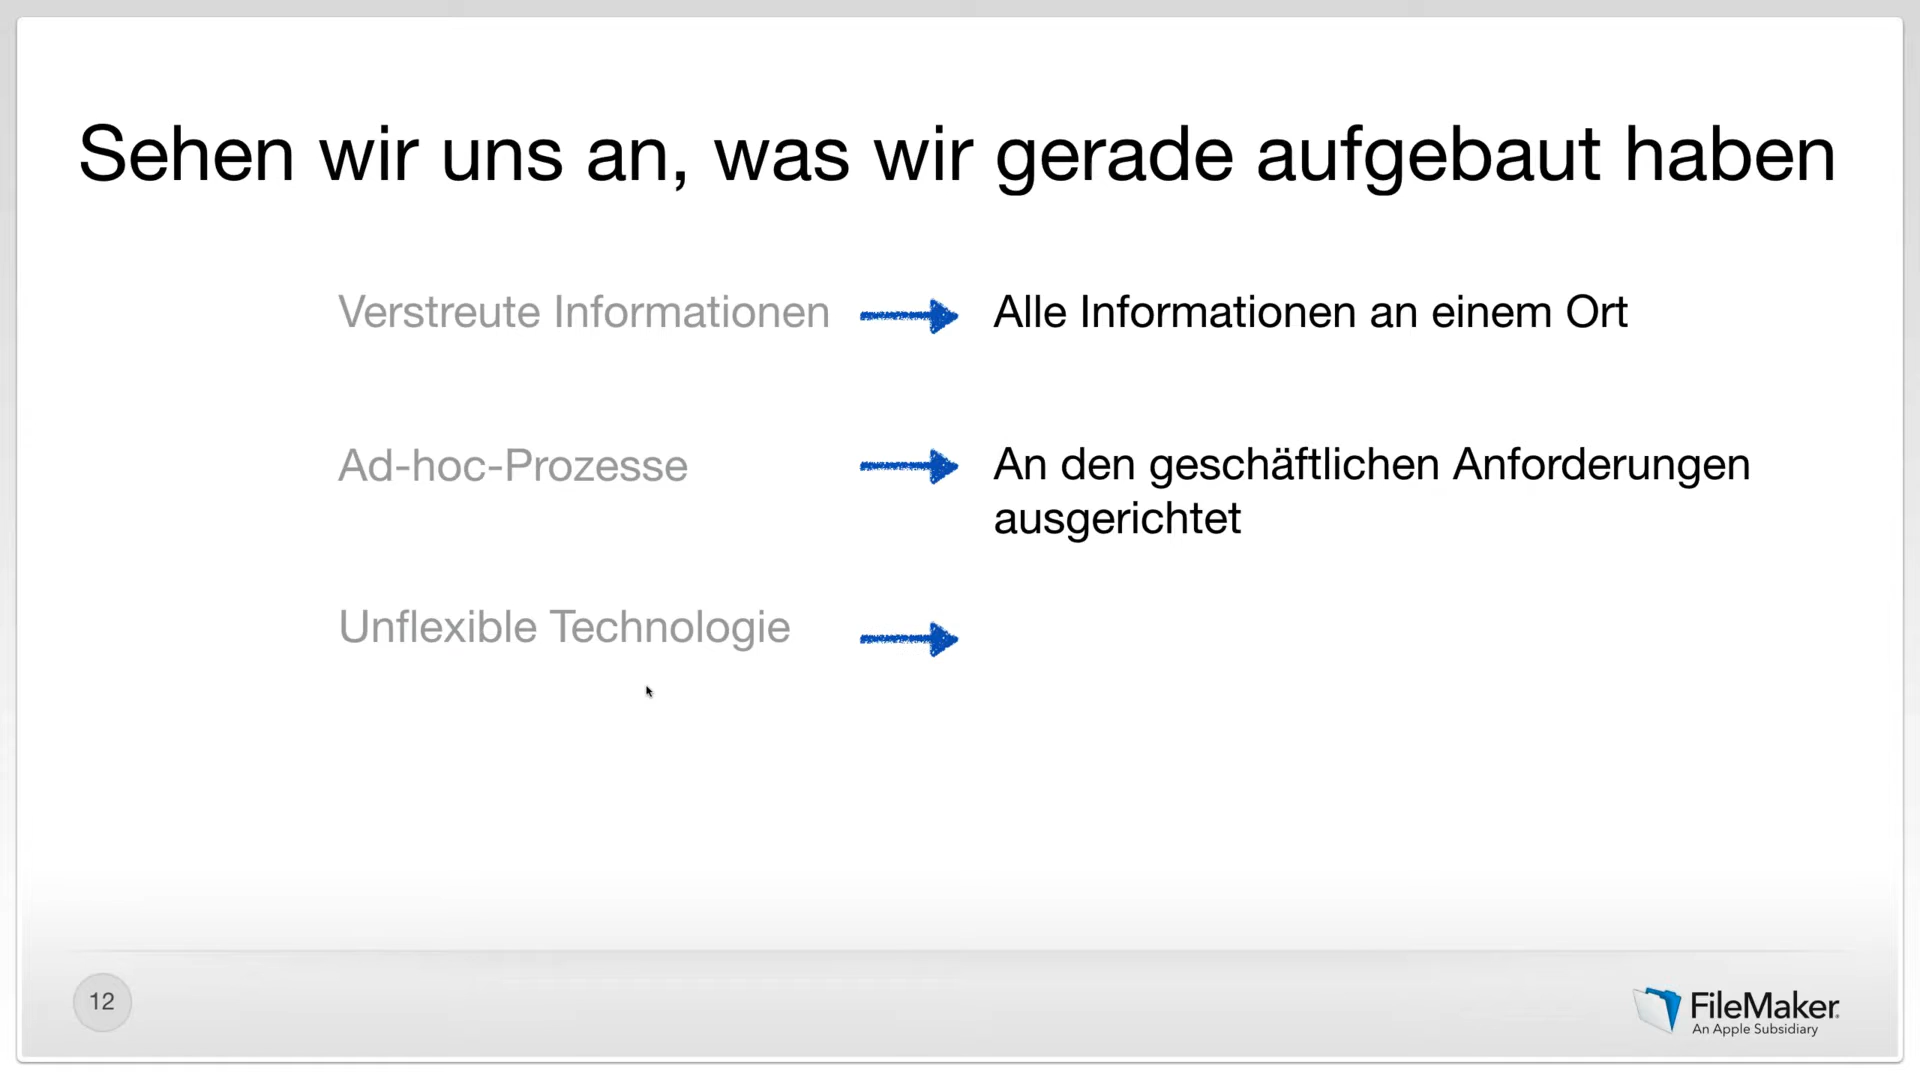 Sehen wir uns an, was wir gerade aufgebaut haben
Verstreute Informationen
Alle Informationen an einem Ort
Ad-hoc-Prozesse
An den geschäftlichen Anforderungen
ausgerichtet
Unflexible Technologie
12
FileMaker.
An Apple Subsidiary